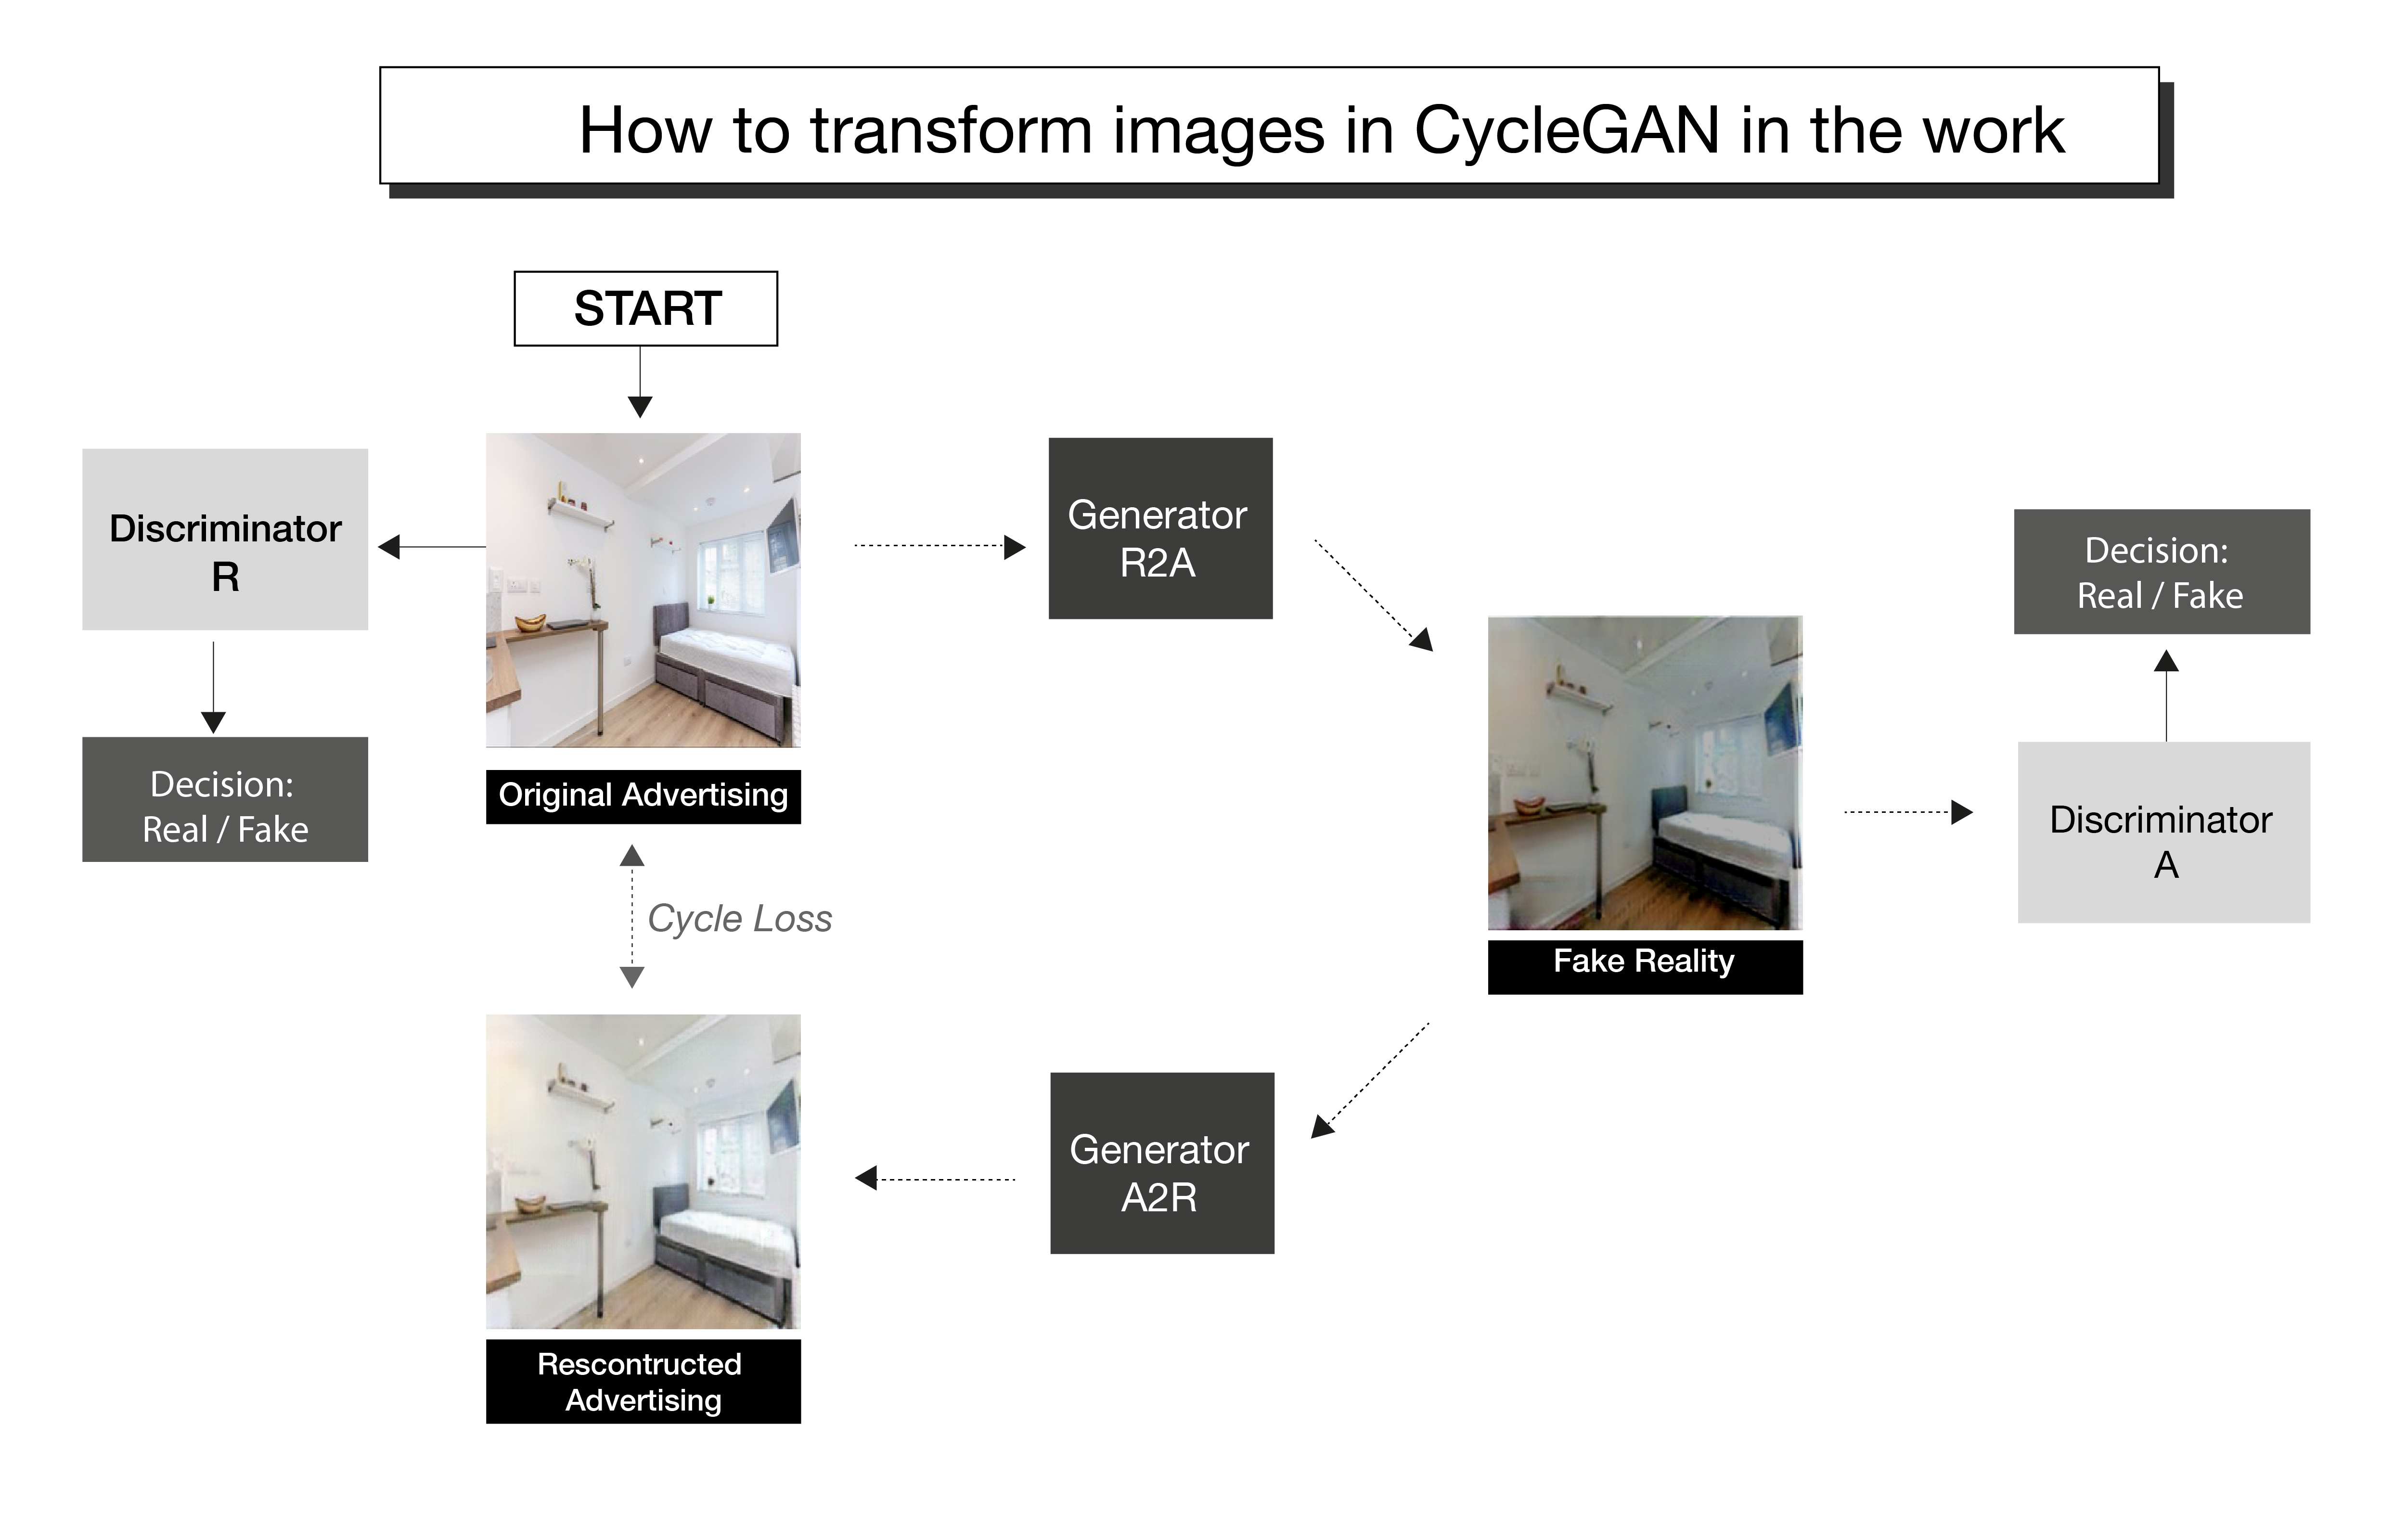 How to transform images in CycleGAN in the work
START
Discriminator
R
Decision:
Real / Fake
Original Advertising
Generator
R2A
Cycle Loss
Fake Reality
Decision:
Real / Fake
Discriminator
A
Generator
A2R
Rescontructed
Advertising